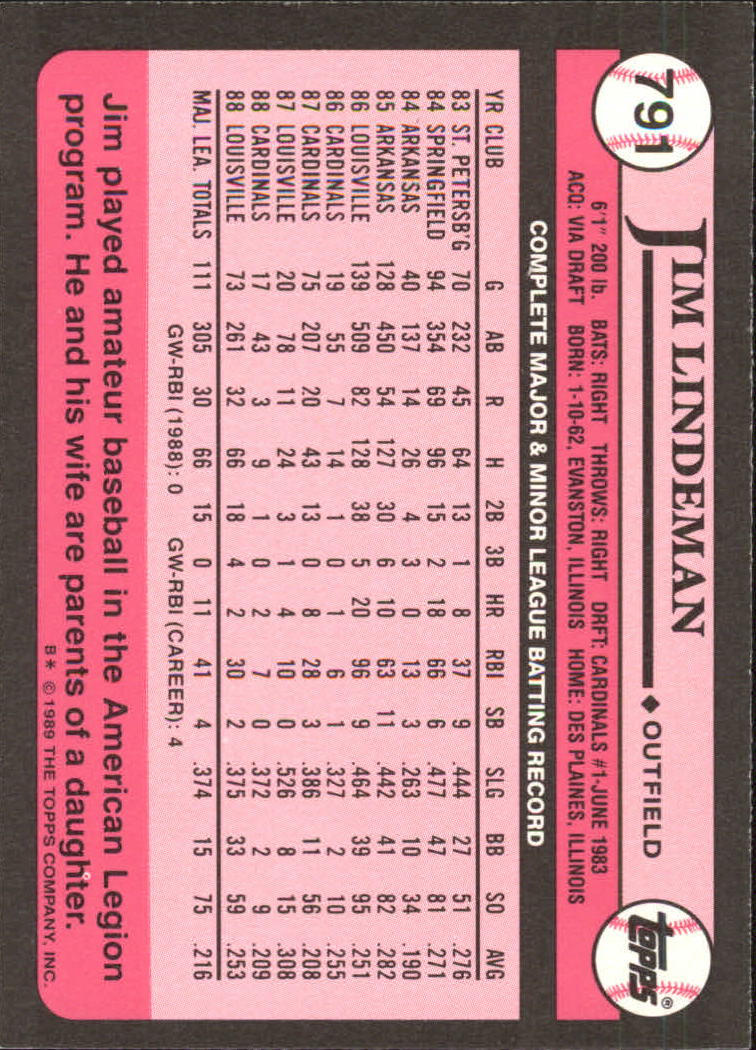 791
JIM LINDEMAN
◆ OUTFIELD
topps®
6'1" 200 lb. BATS: RIGHT THROWS: RIGHT DRFT: CARDINALS #1-JUNE 1983
ACQ: VIA DRAFT BORN: 1-10-62, EVANSTON, ILLINOIS HOME: DES PLAINES, ILLINOIS
COMPLETE MAJOR & MINOR LEAGUE BATTING RECORD
YR CLUB G AB R H 2B 3B HR RBI SB SLG BB SO AVG
83 ST. PETERSB'G 70 232 45 64 13 1 8 37 9 .444 27 51 .276
84 SPRINGFIELD 94 354 69 96 15 2 18 66 6 .477 47 81 .271
84 ARKANSAS 40 137 14 26 4 3 0 13 3 .263 10 34 .190
85 ARKANSAS 128 450 54 127 30 6 10 63 11 .442 41 82 .282
86 LOUISVILLE 139 509 82 128 38 5 20 96 9 .464 39 95 .251
86 CARDINALS 19 55 7 14 1 0 1 6 1 .327 2 10 .255
87 CARDINALS 75 207 20 43 13 0 8 28 3 .386 11 56 .208
87 LOUISVILLE 20 78 11 24 3 1 4 10 0 .526 8 15 .308
88 CARDINALS 17 43 3 9 1 0 2 7 0 .372 2 9 .209
88 LOUISVILLE 73 261 32 66 18 4 2 30 2 .375 33 59 .253
MAJ. LEA. TOTALS 111 305 30 66 15 0 11 41 4 .374 15 75 .216
GW-RBI (1988): 0 GW-RBI (CAREER): 4
Jim played amateur baseball in the American Legion
program. He and his wife are parents of a daughter.
B* © 1989 THE TOPPS COMPANY, INC.